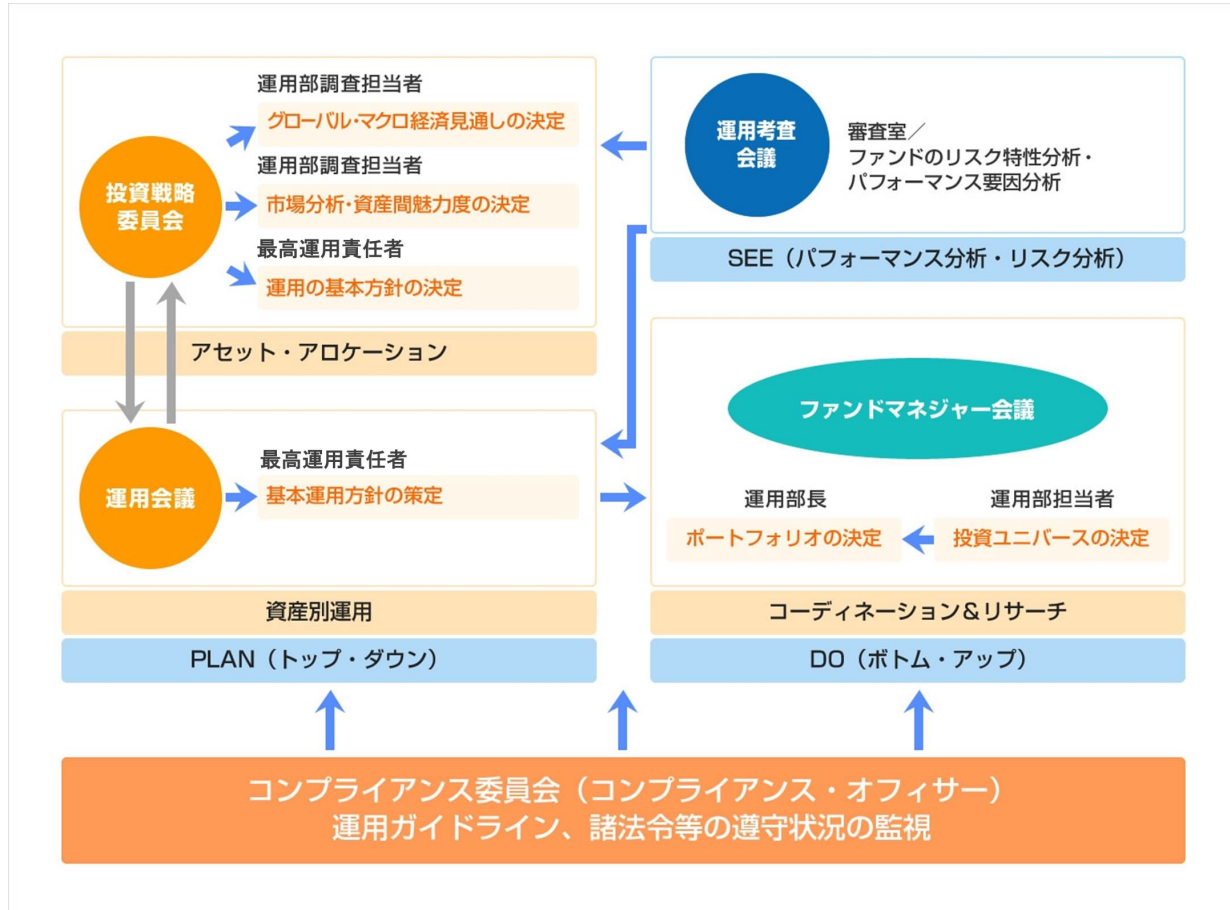 運用部調査担当者
グローバル・マクロ経済見通しの決定
投資戦略
委員会
運用部調査担当者
市場分析・資産間魅力度の決定
最高運用責任者
運用の基本方針の決定
アセット・アロケーション
運用会議
最高運用責任者
基本運用方針の策定
資産別運用
PLAN（トップ・ダウン）
運用考査
会議
審査室／
ファンドのリスク特性分析・
パフォーマンス要因分析
SEE（パフォーマンス分析・リスク分析）
ファンドマネジャー会議
運用部長
ポートフォリオの決定
運用部担当者
投資ユニバースの決定
コーディネーション＆リサーチ
DO（ボトム・アップ）
コンプライアンス委員会（コンプライアンス・オフィサー）
運用ガイドライン、諸法令等の遵守状況の監視